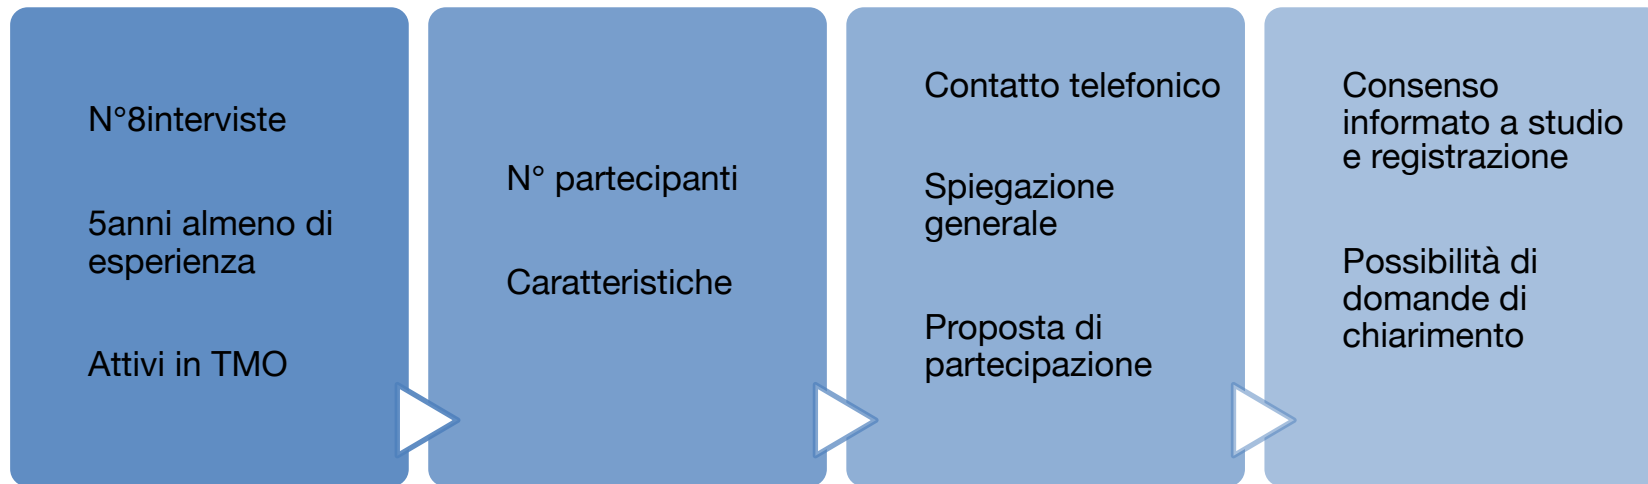 N°8interviste
5anni almeno di
esperienza
Attivi in TMO
N° partecipanti
Caratteristiche
Contatto telefonico
Spiegazione
generale
Proposta di
partecipazione
Consenso
informato a studio
e registrazione
Possibilità di
domande di
chiarimento